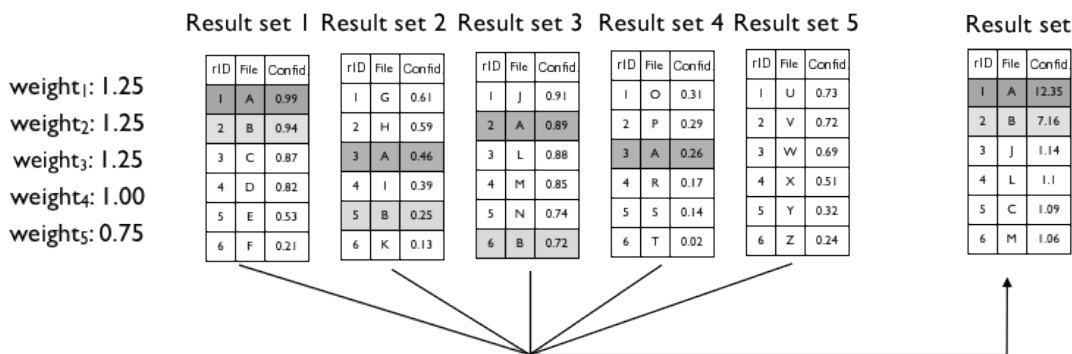 Result set 1 Result set 2 Result set 3 Result set 4 Result set 5 Result set
weight₁: 1.25
weight₂: 1.25
weight₃: 1.25
weight₄: 1.00
weight₅: 0.75
rID File Confid.
1 A 0.99
2 B 0.94
3 C 0.87
4 D 0.82
5 E 0.53
6 F 0.21
rID File Confid.
1 G 0.61
2 H 0.59
3 A 0.46
4 I 0.39
5 B 0.25
6 K 0.13
rID File Confid.
1 J 0.91
2 A 0.89
3 L 0.88
4 M 0.85
5 N 0.74
6 B 0.72
rID File Confid.
1 O 0.31
2 P 0.29
3 A 0.26
4 R 0.17
5 S 0.14
6 T 0.02
rID File Confid.
1 U 0.73
2 V 0.72
3 W 0.69
4 X 0.51
5 Y 0.32
6 Z 0.24
rID File Confid.
1 A 12.35
2 B 7.16
3 J 1.14
4 L 1.1
5 C 1.09
6 M 1.06